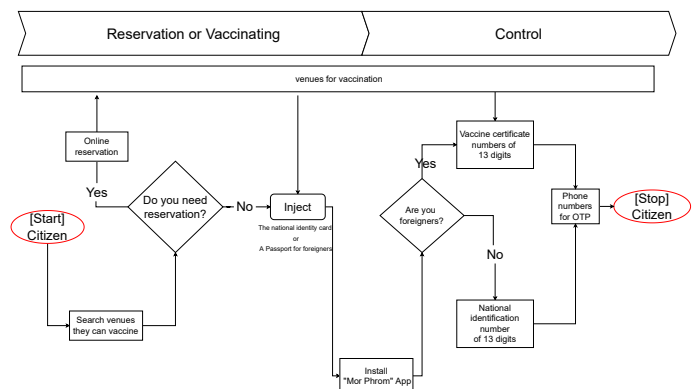 Reservation or Vaccinating
Control
venues for vaccination
Online
reservation
Yes
Do you need
reservation?
No
[Start]
Citizen
Search venues
they can vaccine
Inject
The national identity card
or
A Passport for foreigners
Install
"Mor Phrom" App
Are you
foreigners?
Yes
No
Vaccine certificate
numbers of
13 digits
National
identification
number
of 13 digits
Phone
numbers
for OTP
[Stop]
Citizen